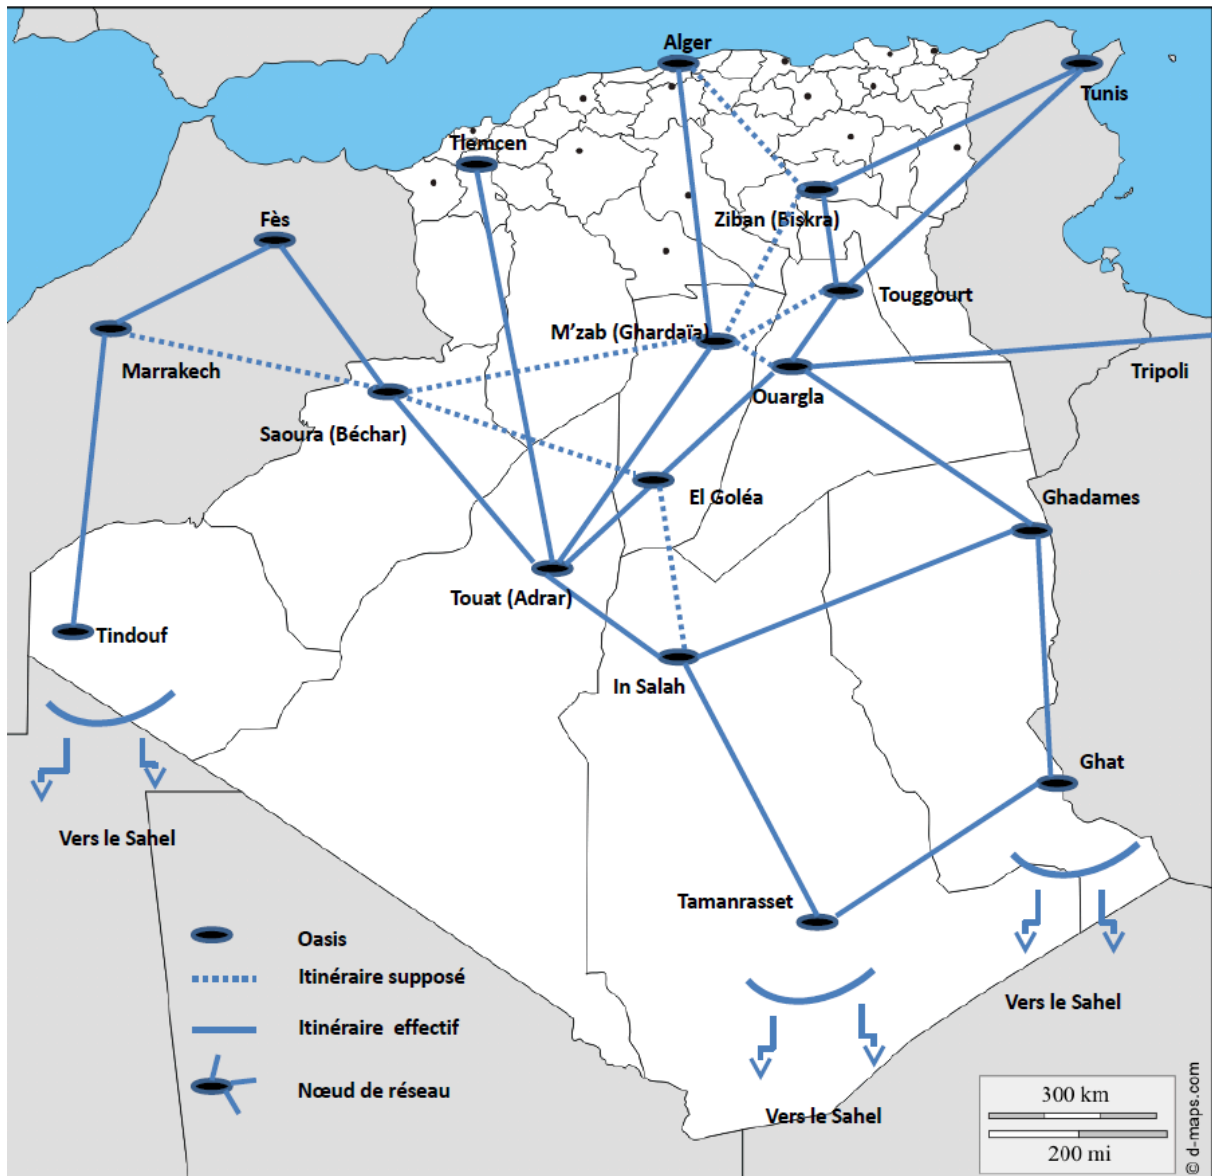 Alger
Tunis
Tlemcen
Ziban (Biskra)
Fès
Touggourt
M'zab (Ghardaïa)
Marrakech
Tripoli
Ouargla
Saoura (Béchar)
El Goléa
Ghadames
Touat (Adrar)
Tindouf
In Salah
Ghat
Vers le Sahel
Tamanrasset
Oasis
Itinéraire supposé
Vers le Sahel
Itinéraire effectif
Nœud de réseau
Vers le Sahel
300 km
200 mi
© d-maps.com